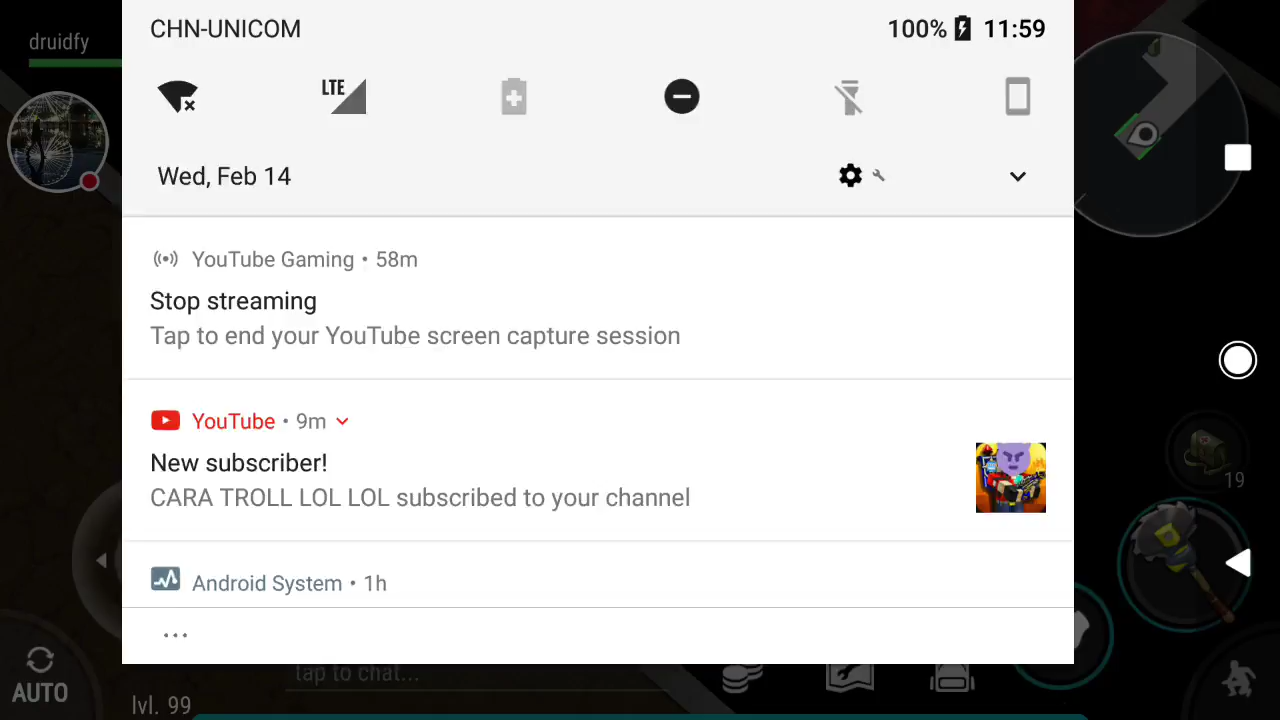 druidfy
CHN-UNICOM
100% 11:59
LTE
Wed, Feb 14
YouTube Gaming • 58m
Stop streaming
Tap to end your YouTube screen capture session
YouTube • 9m
New subscriber!
CARA TROLL LOL LOL subscribed to your channel
Android System • 1h
...
19
AUTO
tap to chat...
lvl. 99